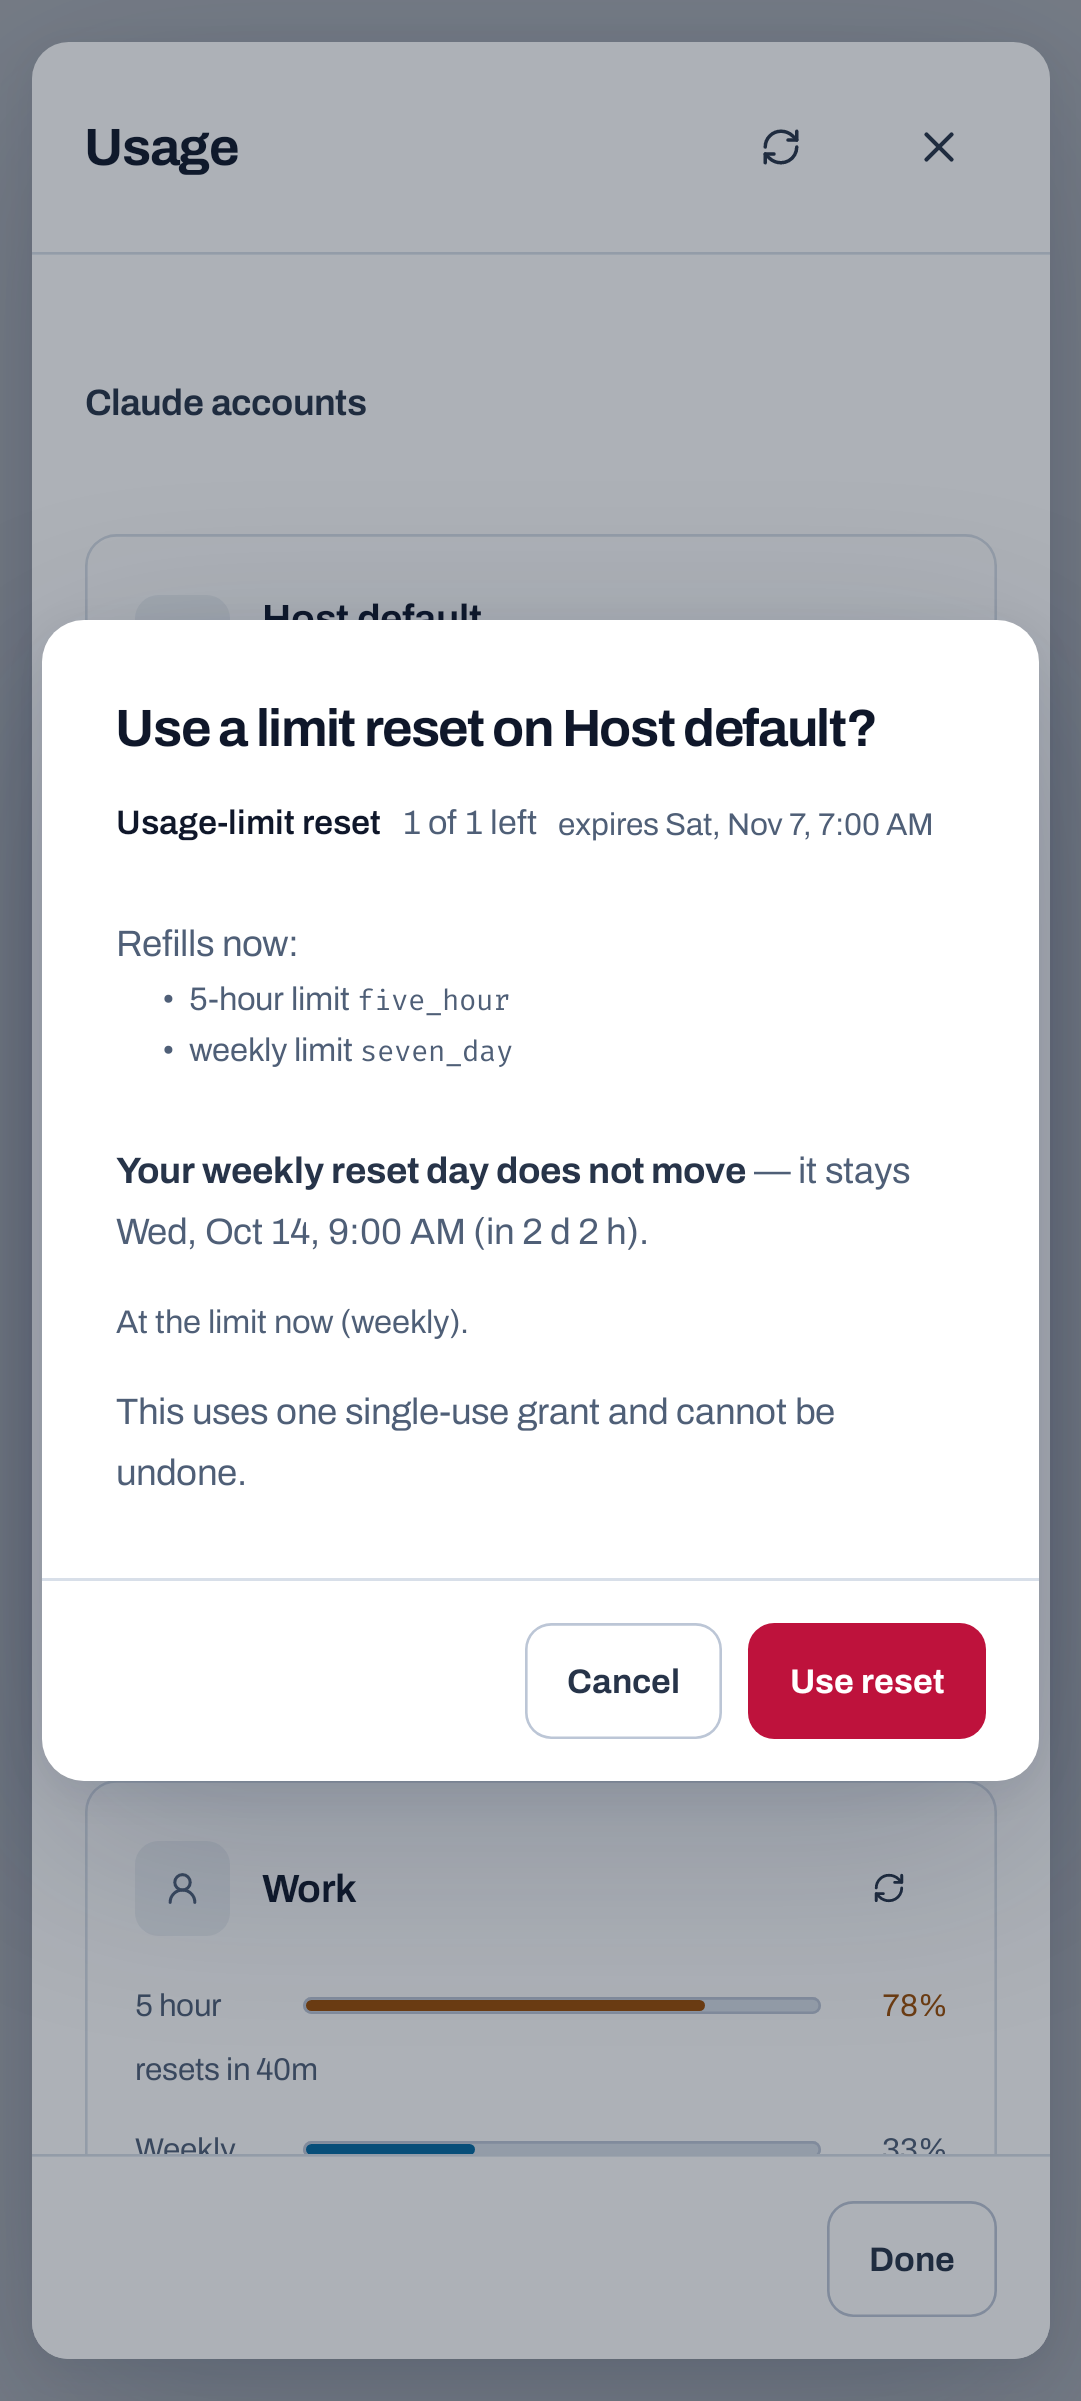 Usage
Claude accounts
Host default
Use a limit reset on Host default?
Usage-limit reset 1 of 1 left expires Sat, Nov 7, 7:00 AM
Refills now:
• 5-hour limit five_hour
• weekly limit seven_day
Your weekly reset day does not move — it stays
Wed, Oct 14, 9:00 AM (in 2 d 2 h).
At the limit now (weekly).
This uses one single-use grant and cannot be
undone.
Cancel Use reset
Work
5 hour 78%
resets in 40m
Weekly 33%
Done